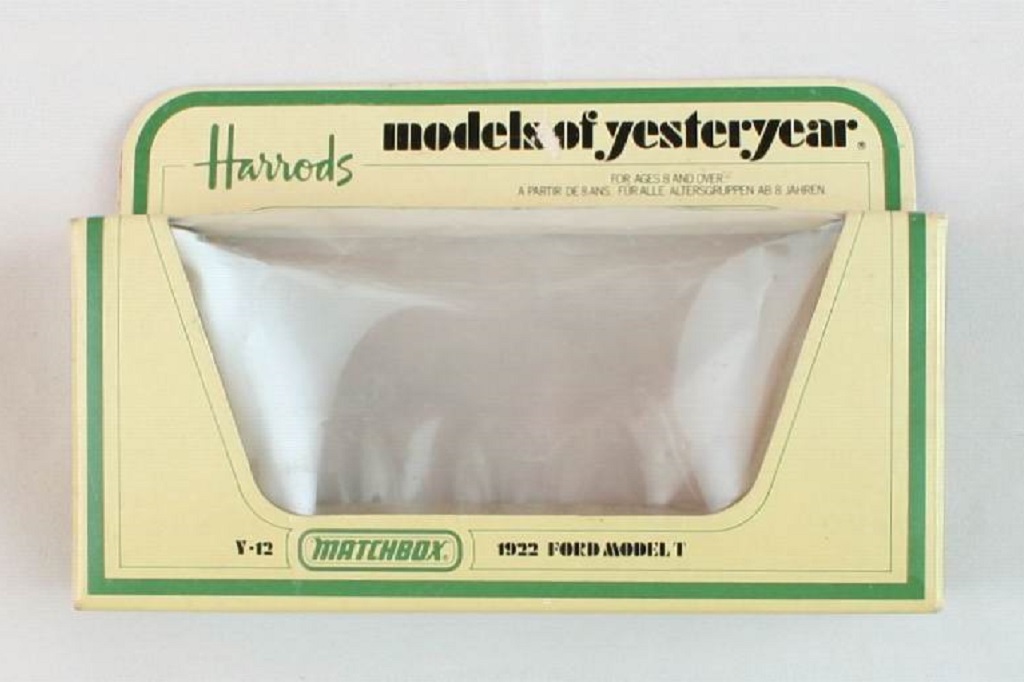 Harrods
models of yesteryear®
FOR AGES 8 AND OVER
A PARTIR DE 8 ANS. FÜR ALLE ALTERSGRUPPEN AB 8 JAHREN
Y-12 MATCHBOX® 1922 FORD MODEL T